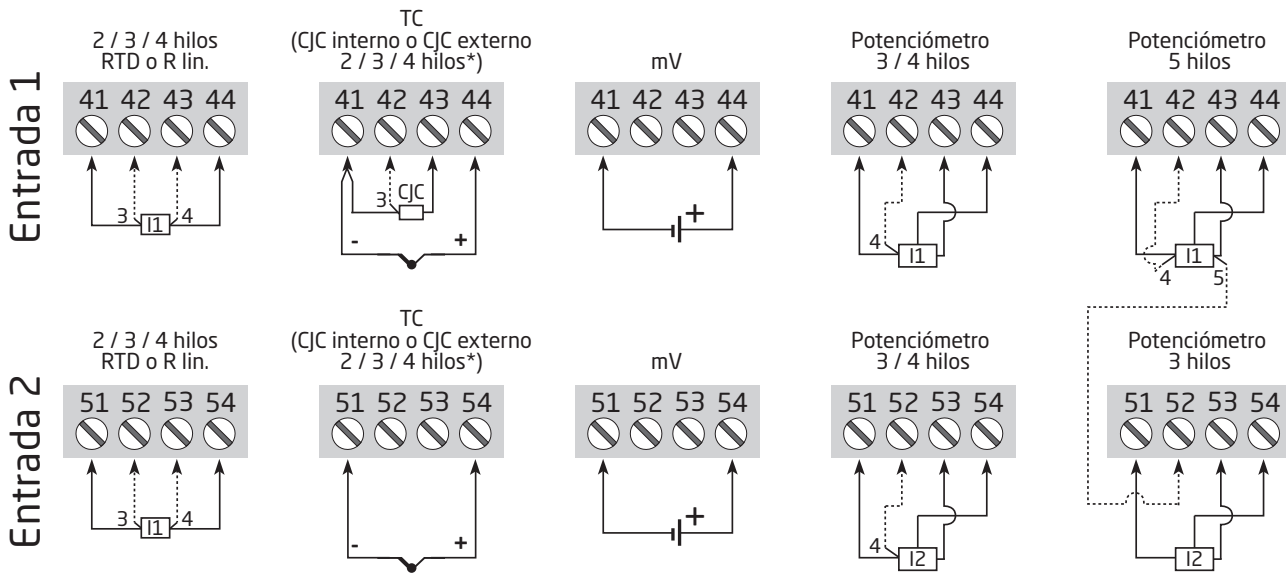 Entrada 1
2 / 3 / 4 hilos
RTD o R lin.
41 42 43 44
3 I1 4
TC
(CJC interno o CJC externo
2 / 3 / 4 hilos*)
41 42 43 44
3 CJC
- +
mV
41 42 43 44
+
Potenciómetro
3 / 4 hilos
41 42 43 44
4 I1
Potenciómetro
5 hilos
41 42 43 44
I1
4 5
Entrada 2
2 / 3 / 4 hilos
RTD o R lin.
51 52 53 54
3 I1 4
TC
(CJC interno o CJC externo
2 / 3 / 4 hilos*)
51 52 53 54
- +
mV
51 52 53 54
+
Potenciómetro
3 / 4 hilos
51 52 53 54
4 I2
Potenciómetro
3 hilos
51 52 53 54
I2